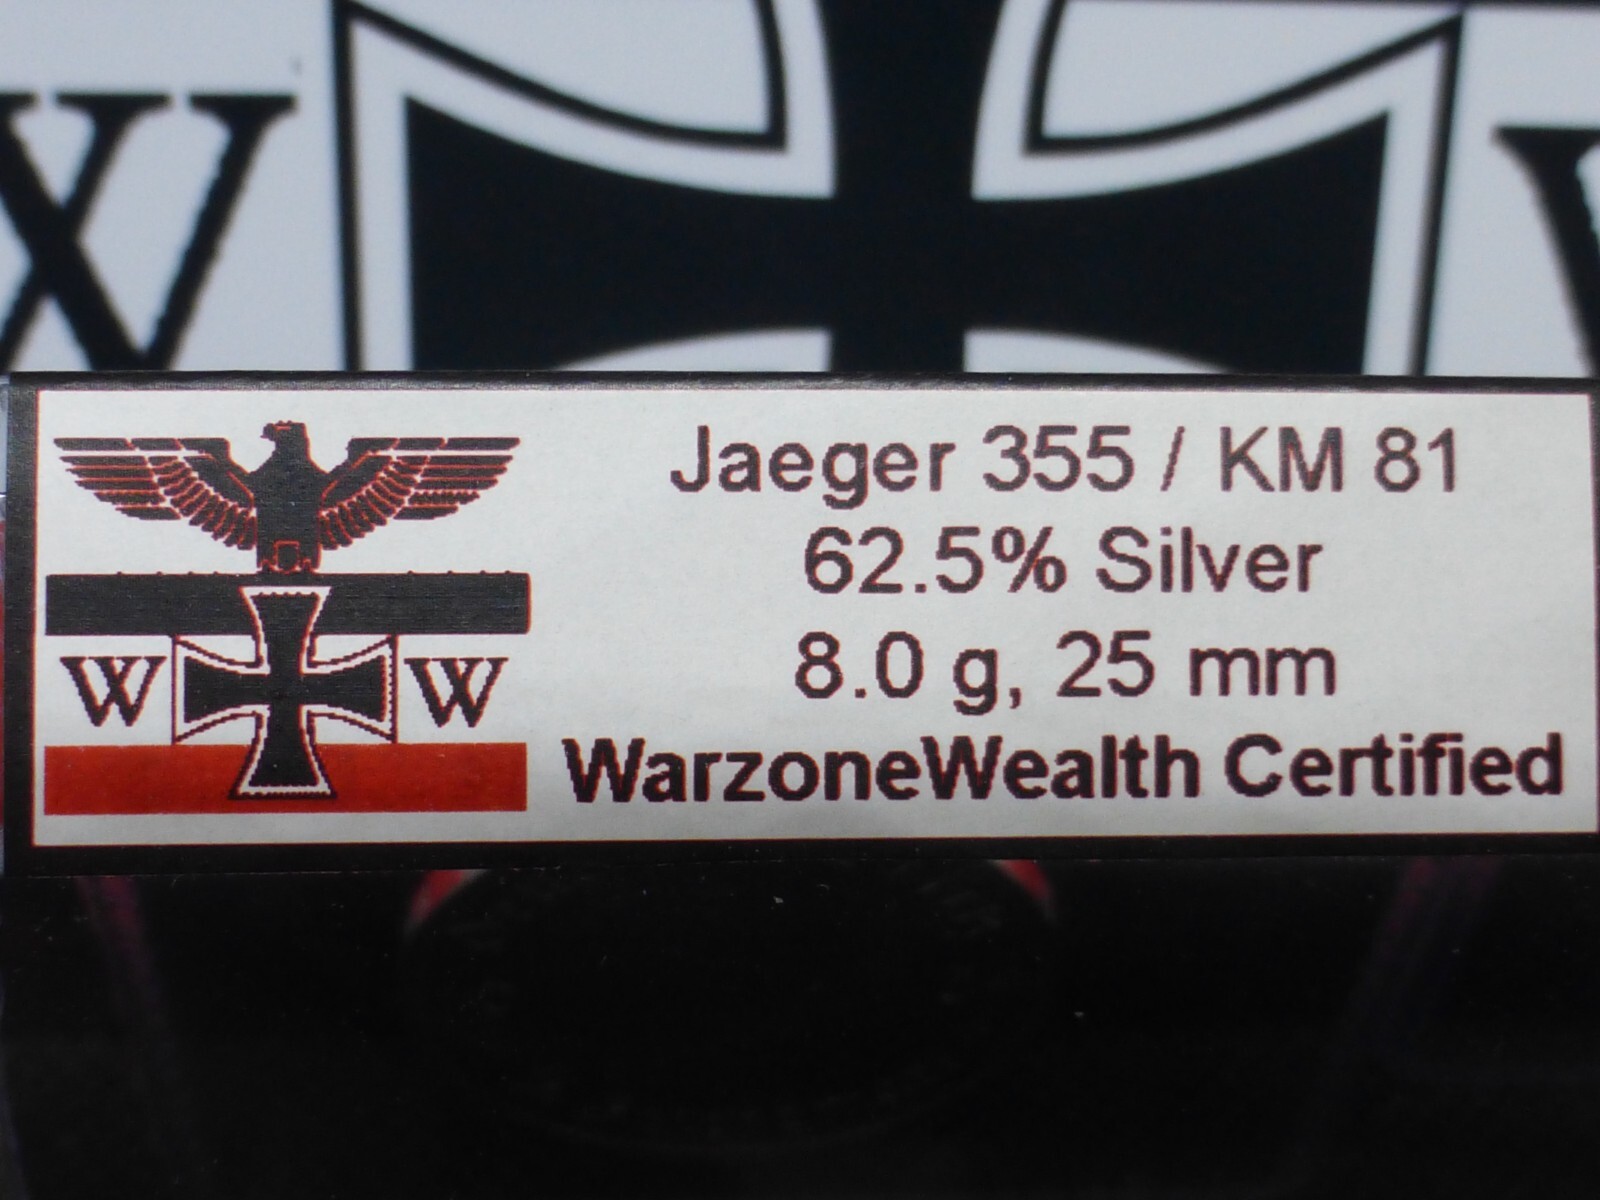 W W
Jaeger 355 / KM 81
62.5% Silver
8.0 g, 25 mm
W W
WarzoneWealth Certified